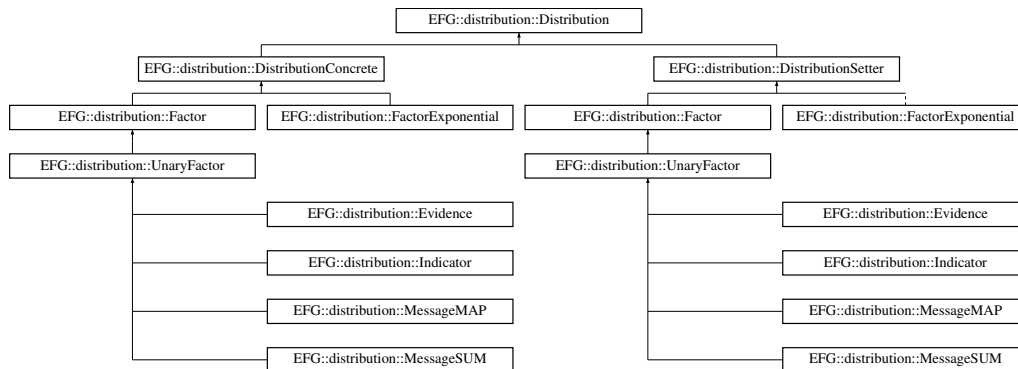 EFG::distribution::Distribution
EFG::distribution::DistributionConcrete
EFG::distribution::DistributionSetter
EFG::distribution::Factor
EFG::distribution::FactorExponential
EFG::distribution::Factor
EFG::distribution::FactorExponential
EFG::distribution::UnaryFactor
EFG::distribution::UnaryFactor
EFG::distribution::Evidence
EFG::distribution::Evidence
EFG::distribution::Indicator
EFG::distribution::Indicator
EFG::distribution::MessageMAP
EFG::distribution::MessageMAP
EFG::distribution::MessageSUM
EFG::distribution::MessageSUM